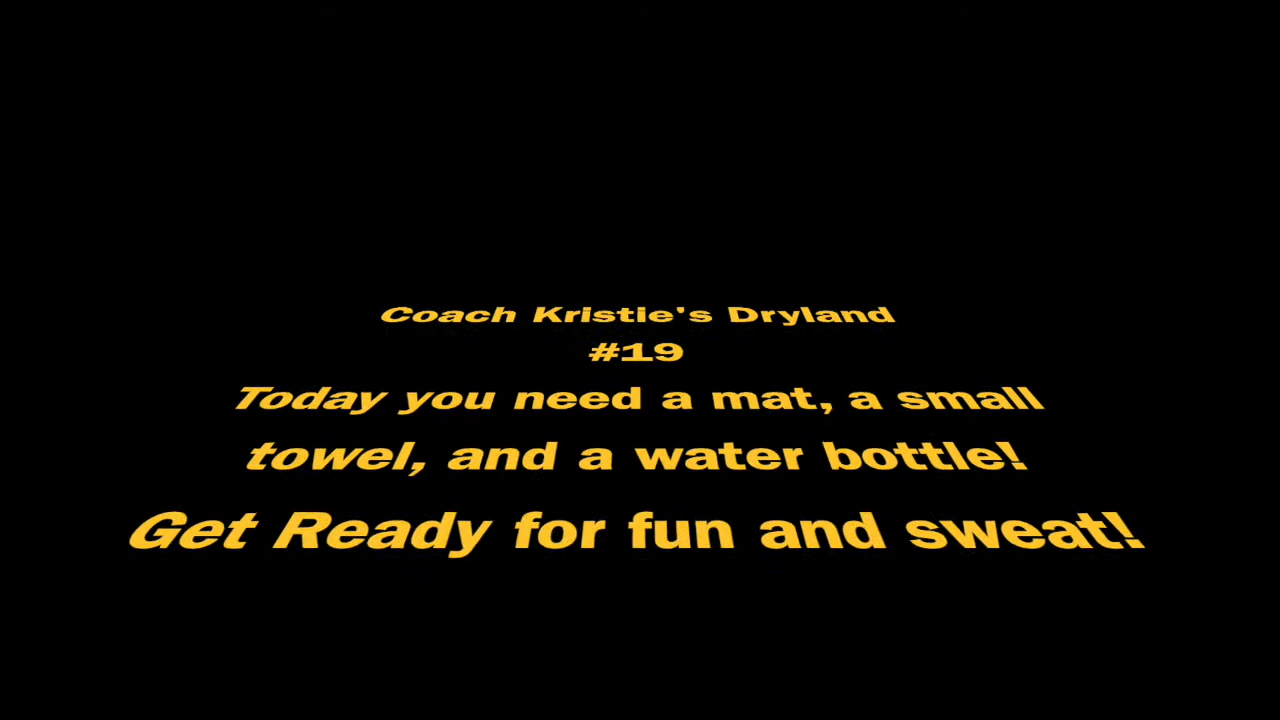 Coach Kristie's Dryland
#19
Today you need a mat, a small
towel, and a water bottle!
Get Ready for fun and sweat!